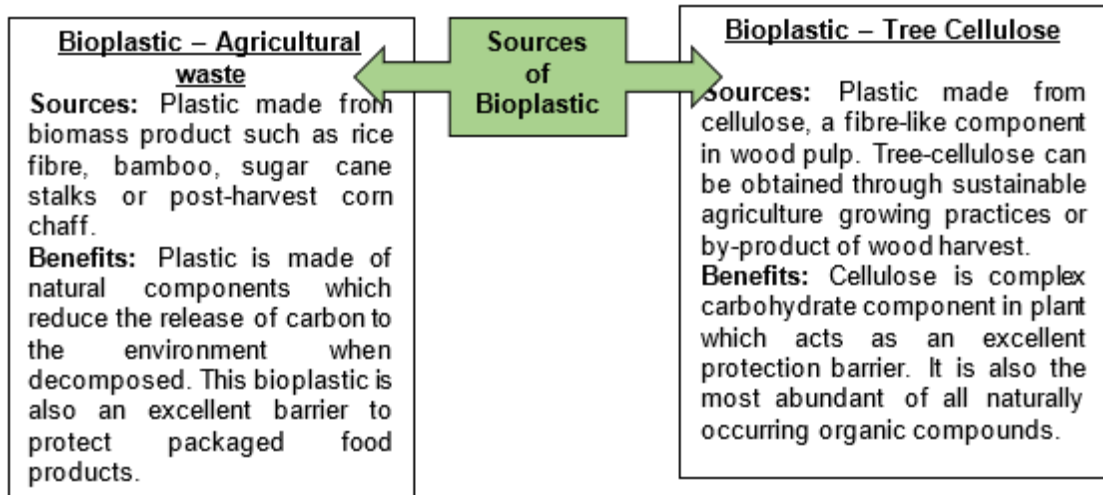 Bioplastic – Agricultural
waste
Sources: Plastic made from
biomass product such as rice
fibre, bamboo, sugar cane
stalks or post-harvest corn
chaff.
Benefits: Plastic is made of
natural components which
reduce the release of carbon to
the environment when
decomposed. This bioplastic is
also an excellent barrier to
protect packaged food
products.
Sources
of
Bioplastic
Bioplastic – Tree Cellulose
Sources: Plastic made from
cellulose, a fibre-like component
in wood pulp. Tree-cellulose can
be obtained through sustainable
agriculture growing practices or
by-product of wood harvest.
Benefits: Cellulose is complex
carbohydrate component in plant
which acts as an excellent
protection barrier. It is also the
most abundant of all naturally
occurring organic compounds.